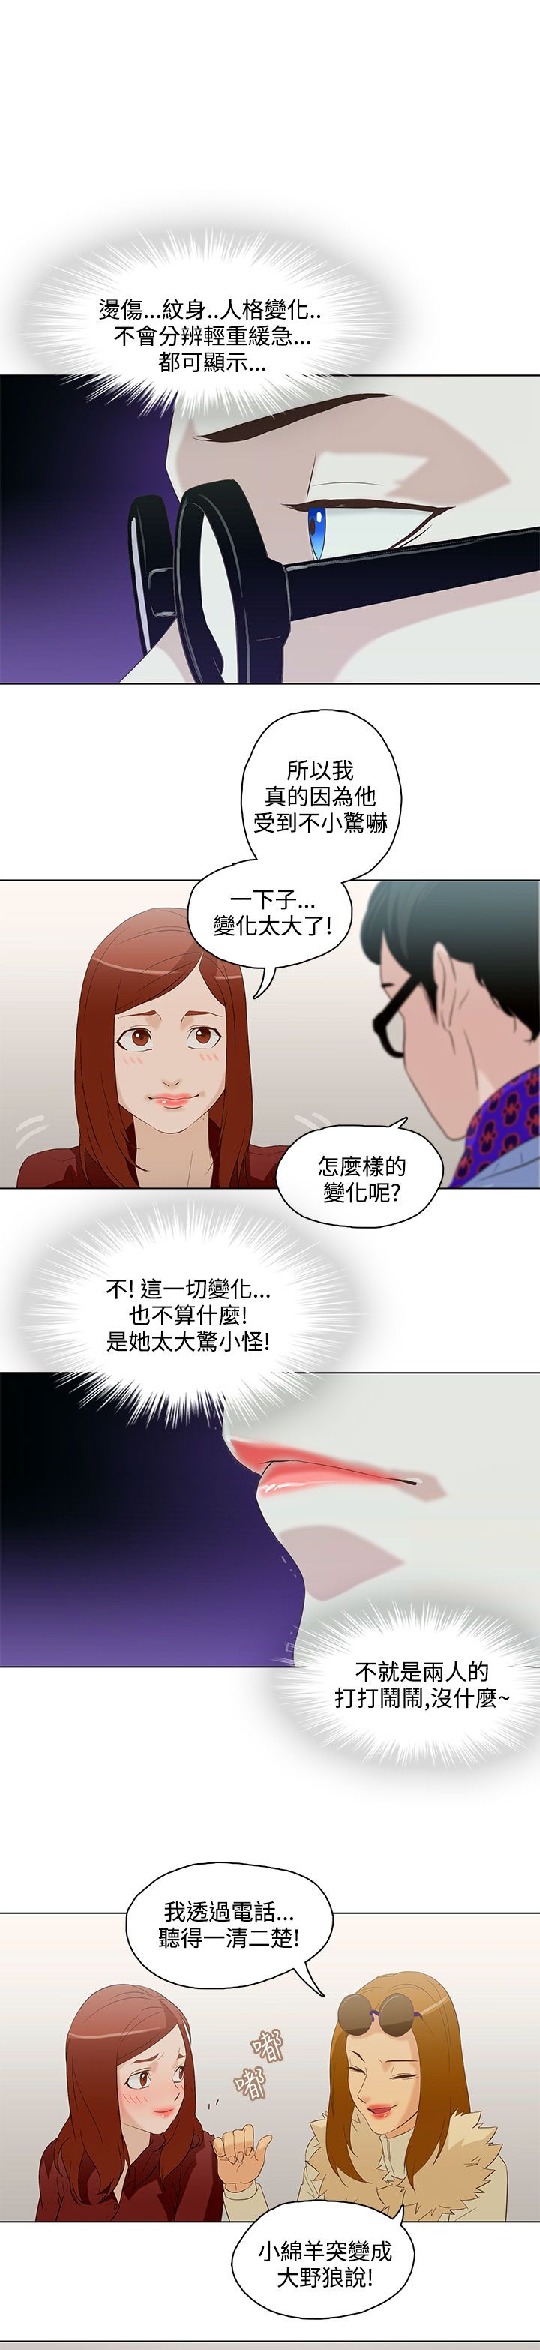 燙傷...紋身..人格變化..
不會分辨輕重緩急...
都可顯示...
所以我
真的因為他
受到不小驚嚇
一下子...
變化太大了!
怎麼樣的
變化呢?
不! 這一切變化...
也不算什麼!
是她太大驚小怪!
不就是兩人的
打打鬧鬧,沒什麼~
我透過電話...
聽得一清二楚!
嘟
嘟
小綿羊突變成
大野狼說!